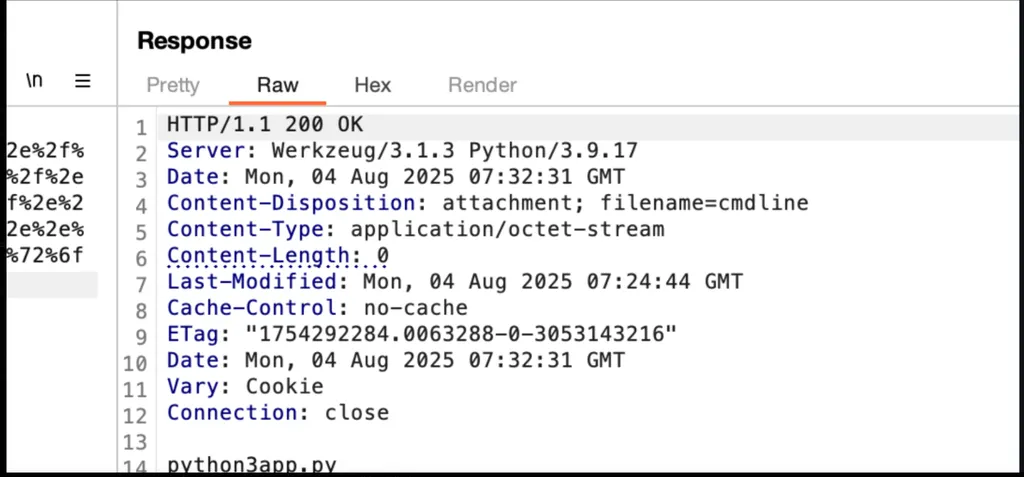 Response
\n ☰
Pretty Raw Hex Render
1 HTTP/1.1 200 OK
2e%2f% 2 Server: Werkzeug/3.1.3 Python/3.9.17
%2f%2e 3 Date: Mon, 04 Aug 2025 07:32:31 GMT
f%2e%2 4 Content-Disposition: attachment; filename=cmdline
2e%2e% 5 Content-Type: application/octet-stream
%72%6f 6 Content-Length: 0
7 Last-Modified: Mon, 04 Aug 2025 07:24:44 GMT
8 Cache-Control: no-cache
9 ETag: "1754292284.0063288-0-3053143216"
10 Date: Mon, 04 Aug 2025 07:32:31 GMT
11 Vary: Cookie
12 Connection: close
13
14 python3app.py